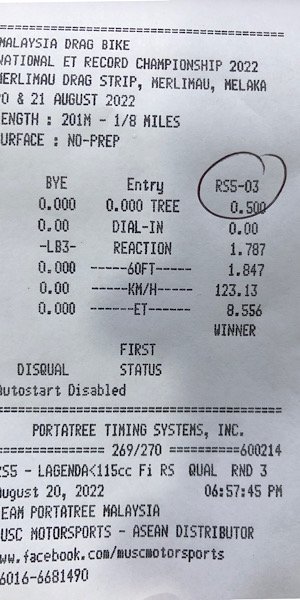 MALAYSIA DRAG BIKE
NATIONAL ET RECORD CHAMPIONSHIP 2022
MERLIMAU DRAG STRIP, MERLIMAU, MELAKA
20 & 21 AUGUST 2022
LENGTH : 201M - 1/8 MILES
SURFACE : NO-PREP
BYE Entry RS5-03
0.000 0.000 TREE 0.500
0.00 DIAL-IN 0.00
-LB3- REACTION 1.787
0.000 ------60FT------ 1.847
0.00 ------KM/H----- 123.13
0.000 -------ET------- 8.556
WINNER
FIRST
DISQUAL STATUS
Autostart Disabled
PORTATREE TIMING SYSTEMS, INC.
============ 269/270 ==========600214
RS5 - LAGENDA<115cc Fi RS QUAL RND 3
August 20, 2022 06:57:45 PM
TEAM PORTATREE MALAYSIA
MUSC MOTORSPORTS - ASEAN DISTRIBUTOR
www.facebook.com/muscmotorsports
6016-6681490